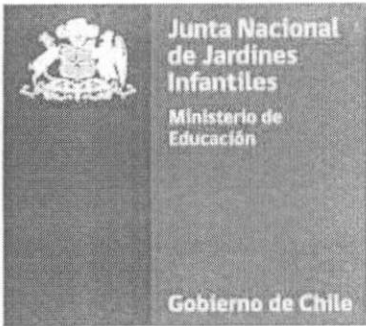 Junta Nacional
de Jardines
Infantiles
Ministerio de
Educación
Gobierno de Chile